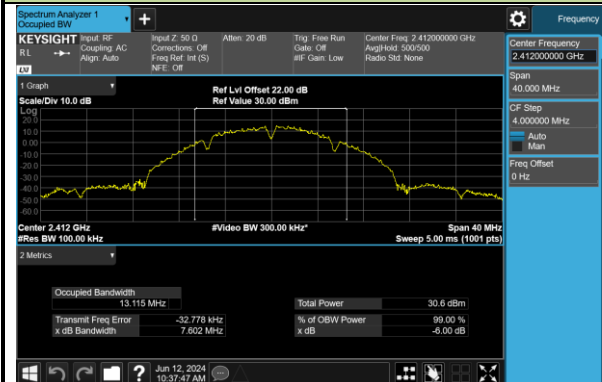 Spectrum Analyzer 1
Occupied BW
+
Frequency
KEYSIGHT
RL
LXI
Input: RF
Coupling: AC
Align: Auto
Input Z: 50 Ω
Corrections: Off
Freq Ref: Int (S)
NFE: Off
Atten: 20 dB
Trig: Free Run
Gate: Off
#IF Gain: Low
Center Freq: 2.412000000 GHz
Avg|Hold: 500/500
Radio Std: None
Center Frequency
2.412000000 GHz
Span
40.000 MHz
CF Step
4.000000 MHz
Auto
Man
Freq Offset
0 Hz
1 Graph
Scale/Div 10.0 dB
Ref Lvl Offset 22.00 dB
Ref Value 30.00 dBm
Log
20.0
10.0
0.00
-10.0
-20.0
-30.0
-40.0
-50.0
-60.0
Center 2.412 GHz
#Res BW 100.00 kHz
#Video BW 300.00 kHz*
Span 40 MHz
Sweep 5.00 ms (1001 pts)
2 Metrics
Occupied Bandwidth
13.115 MHz
Total Power 30.6 dBm
Transmit Freq Error -32.778 kHz
% of OBW Power 99.00 %
x dB Bandwidth 7.602 MHz
x dB -6.00 dB
?
Jun 12, 2024
10:37:47 AM